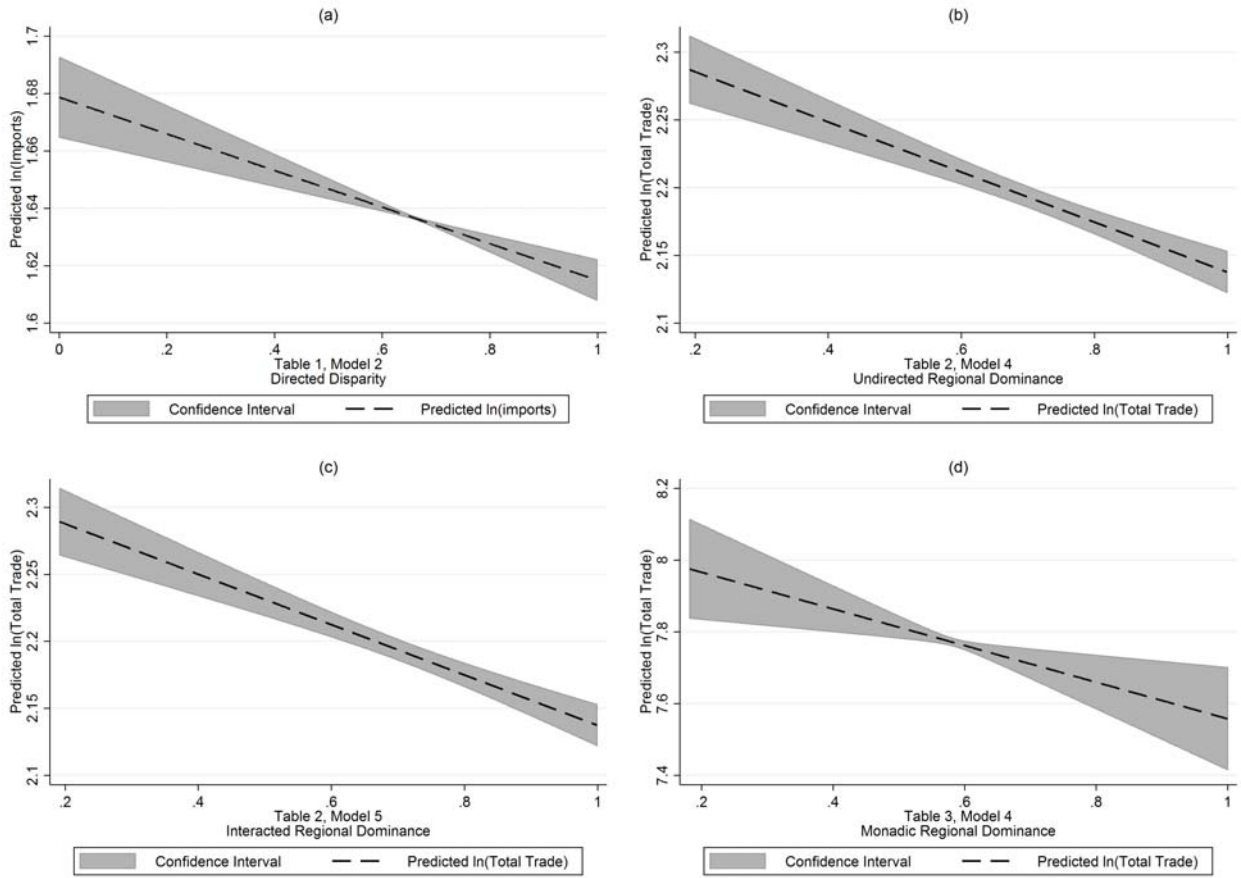 (a)
Predicted ln(Imports)
1.7
1.68
1.66
1.64
1.62
1.6
0 .2 .4 .6 .8 1
Table 1, Model 2
Directed Disparity
Confidence Interval Predicted ln(imports)
(b)
Predicted ln(Total Trade)
2.3
2.25
2.2
2.15
2.1
.2 .4 .6 .8 1
Table 2, Model 4
Undirected Regional Dominance
Confidence Interval Predicted ln(Total Trade)
(c)
Predicted ln(Total Trade)
2.3
2.25
2.2
2.15
2.1
.2 .4 .6 .8 1
Table 2, Model 5
Interacted Regional Dominance
Confidence Interval Predicted ln(Total Trade)
(d)
Predicted ln(Total Trade)
8.2
8
7.8
7.6
7.4
.2 .4 .6 .8 1
Table 3, Model 4
Monadic Regional Dominance
Confidence Interval Predicted ln(Total Trade)